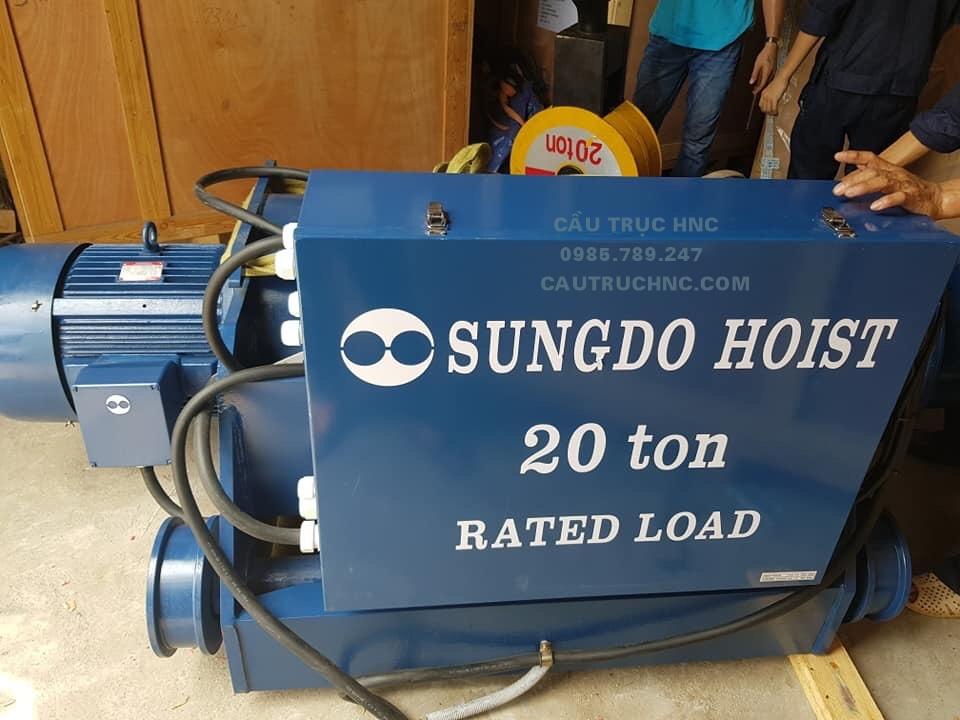 20 ton
CẦU TRỤC HNC
0985.789.247
CAUTRUCHNC.COM
SUNGDO HOIST
20 ton
RATED LOAD